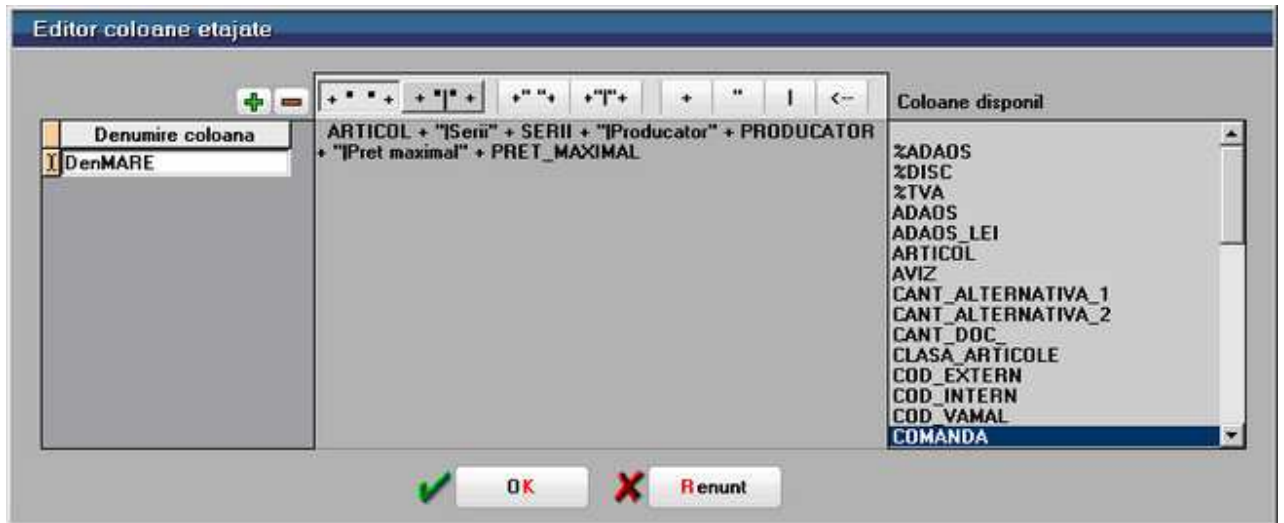 Editor coloane etajate
+ " " + + "|" + +" "+ +"|"+ + " | <--
Coloane disponil
Denumire coloana
DenMARE
ARTICOL + "|Serii" + SERII + "|Producator" + PRODUCATOR
+ "|Pret maximal" + PRET_MAXIMAL
%ADAOS
%DISC
%TVA
ADAOS
ADAOS_LEI
ARTICOL
AVIZ
CANT_ALTERNATIVA_1
CANT_ALTERNATIVA_2
CANT_DOC_
CLASA_ARTICOLE
COD_EXTERN
COD_INTERN
COD_VAMAL
COMANDA
OK
Renunt